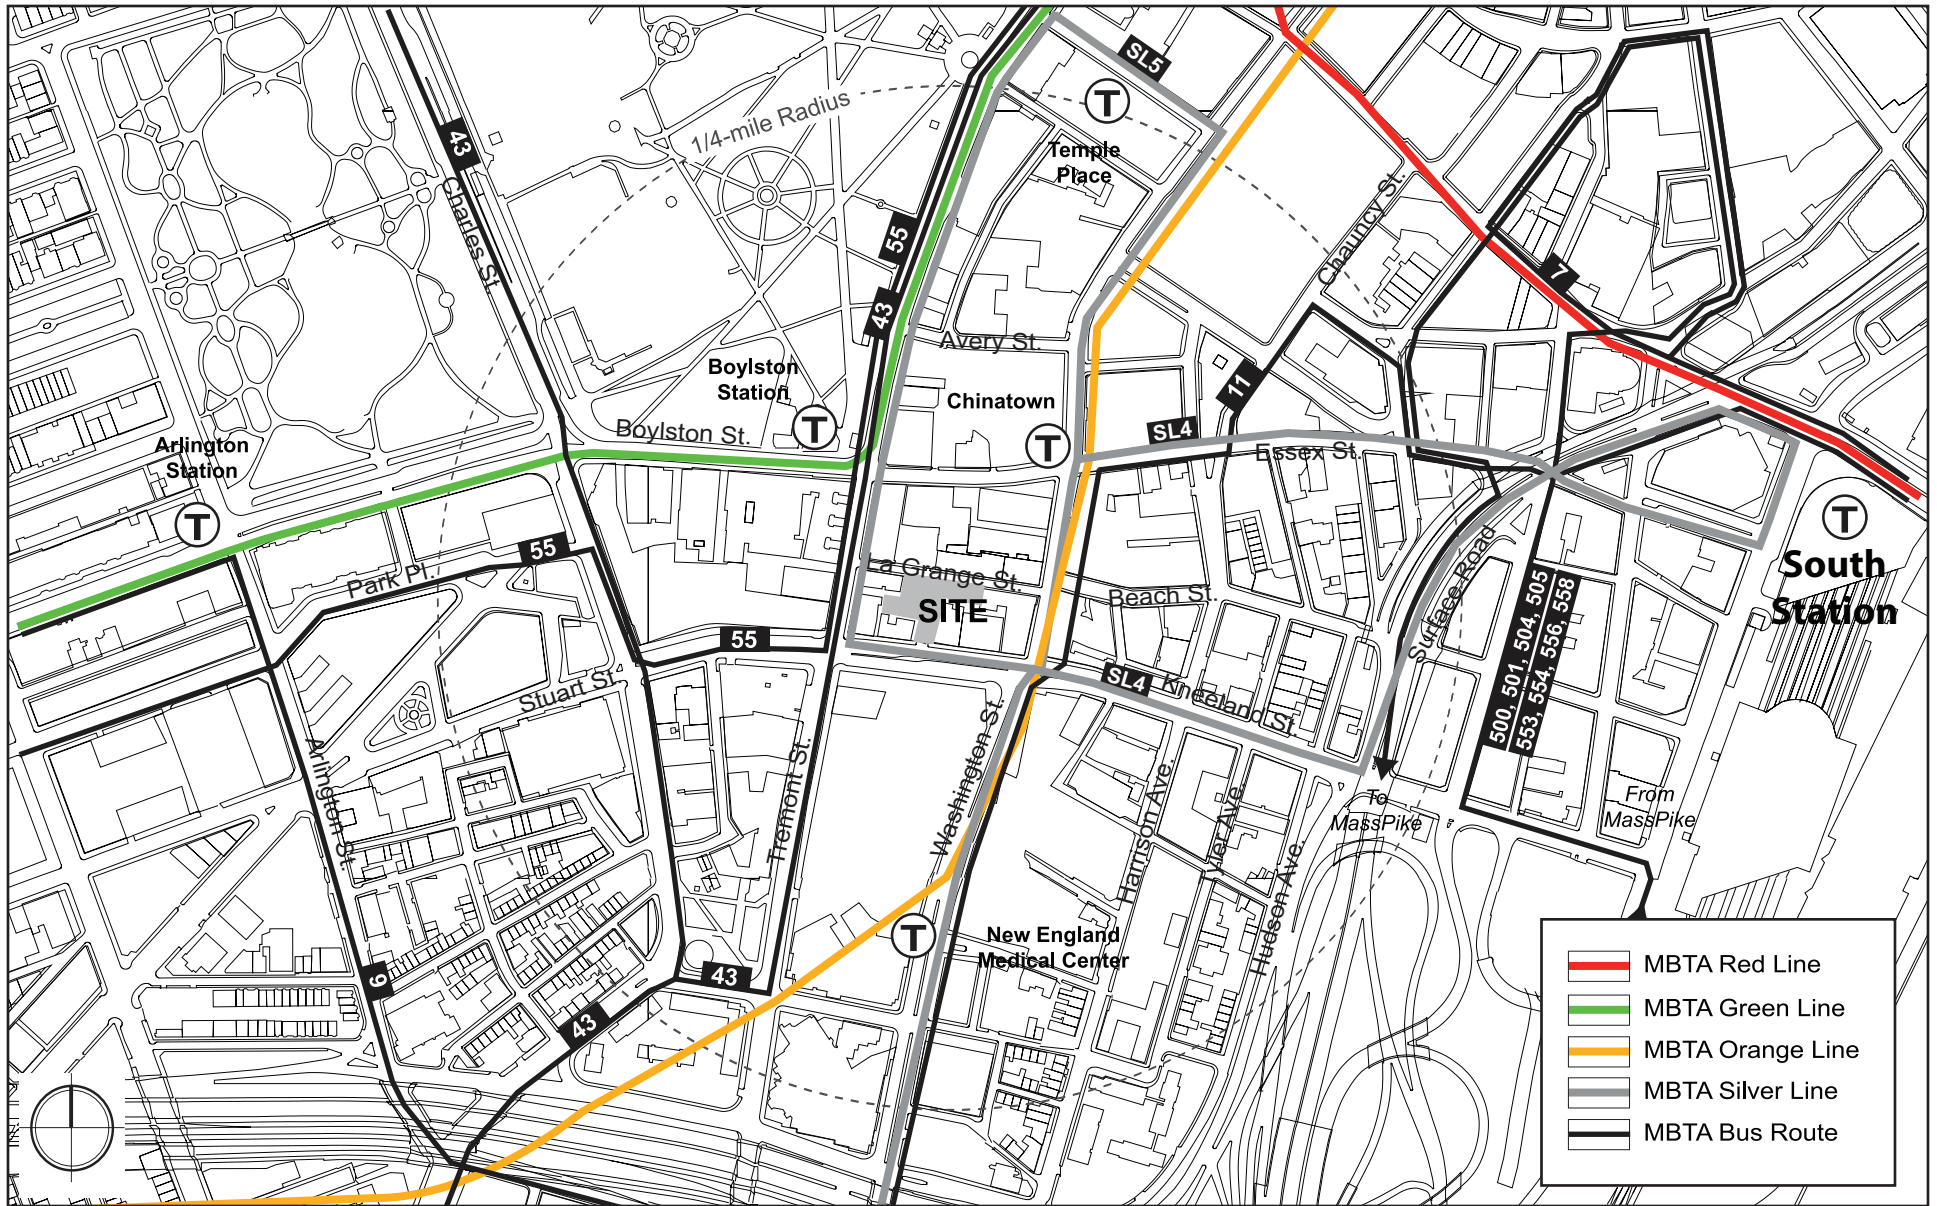 SL5
T
43
1/4-mile Radius
Temple
Place
Charles St.
55
Chauncy St.
7
43
Avery St.
Boylston
Station
T
11
Chinatown
T
Boylston St.
SL4
Essex St.
Arlington
Station
T
T
South
Station
55
Park Pl.
La Grange St.
SITE
Beach St.
Surface Road
500, 501, 504, 505
553, 554, 556, 558
55
Stuart St.
SL4
Kneeland St.
Arlington St.
Tremont St.
Washington St.
Harrison Ave.
Tyler Ave.
Hudson Ave.
To
MassPike
From
MassPike
T
New England
Medical Center
9
43
43
MBTA Red Line
MBTA Green Line
MBTA Orange Line
MBTA Silver Line
MBTA Bus Route